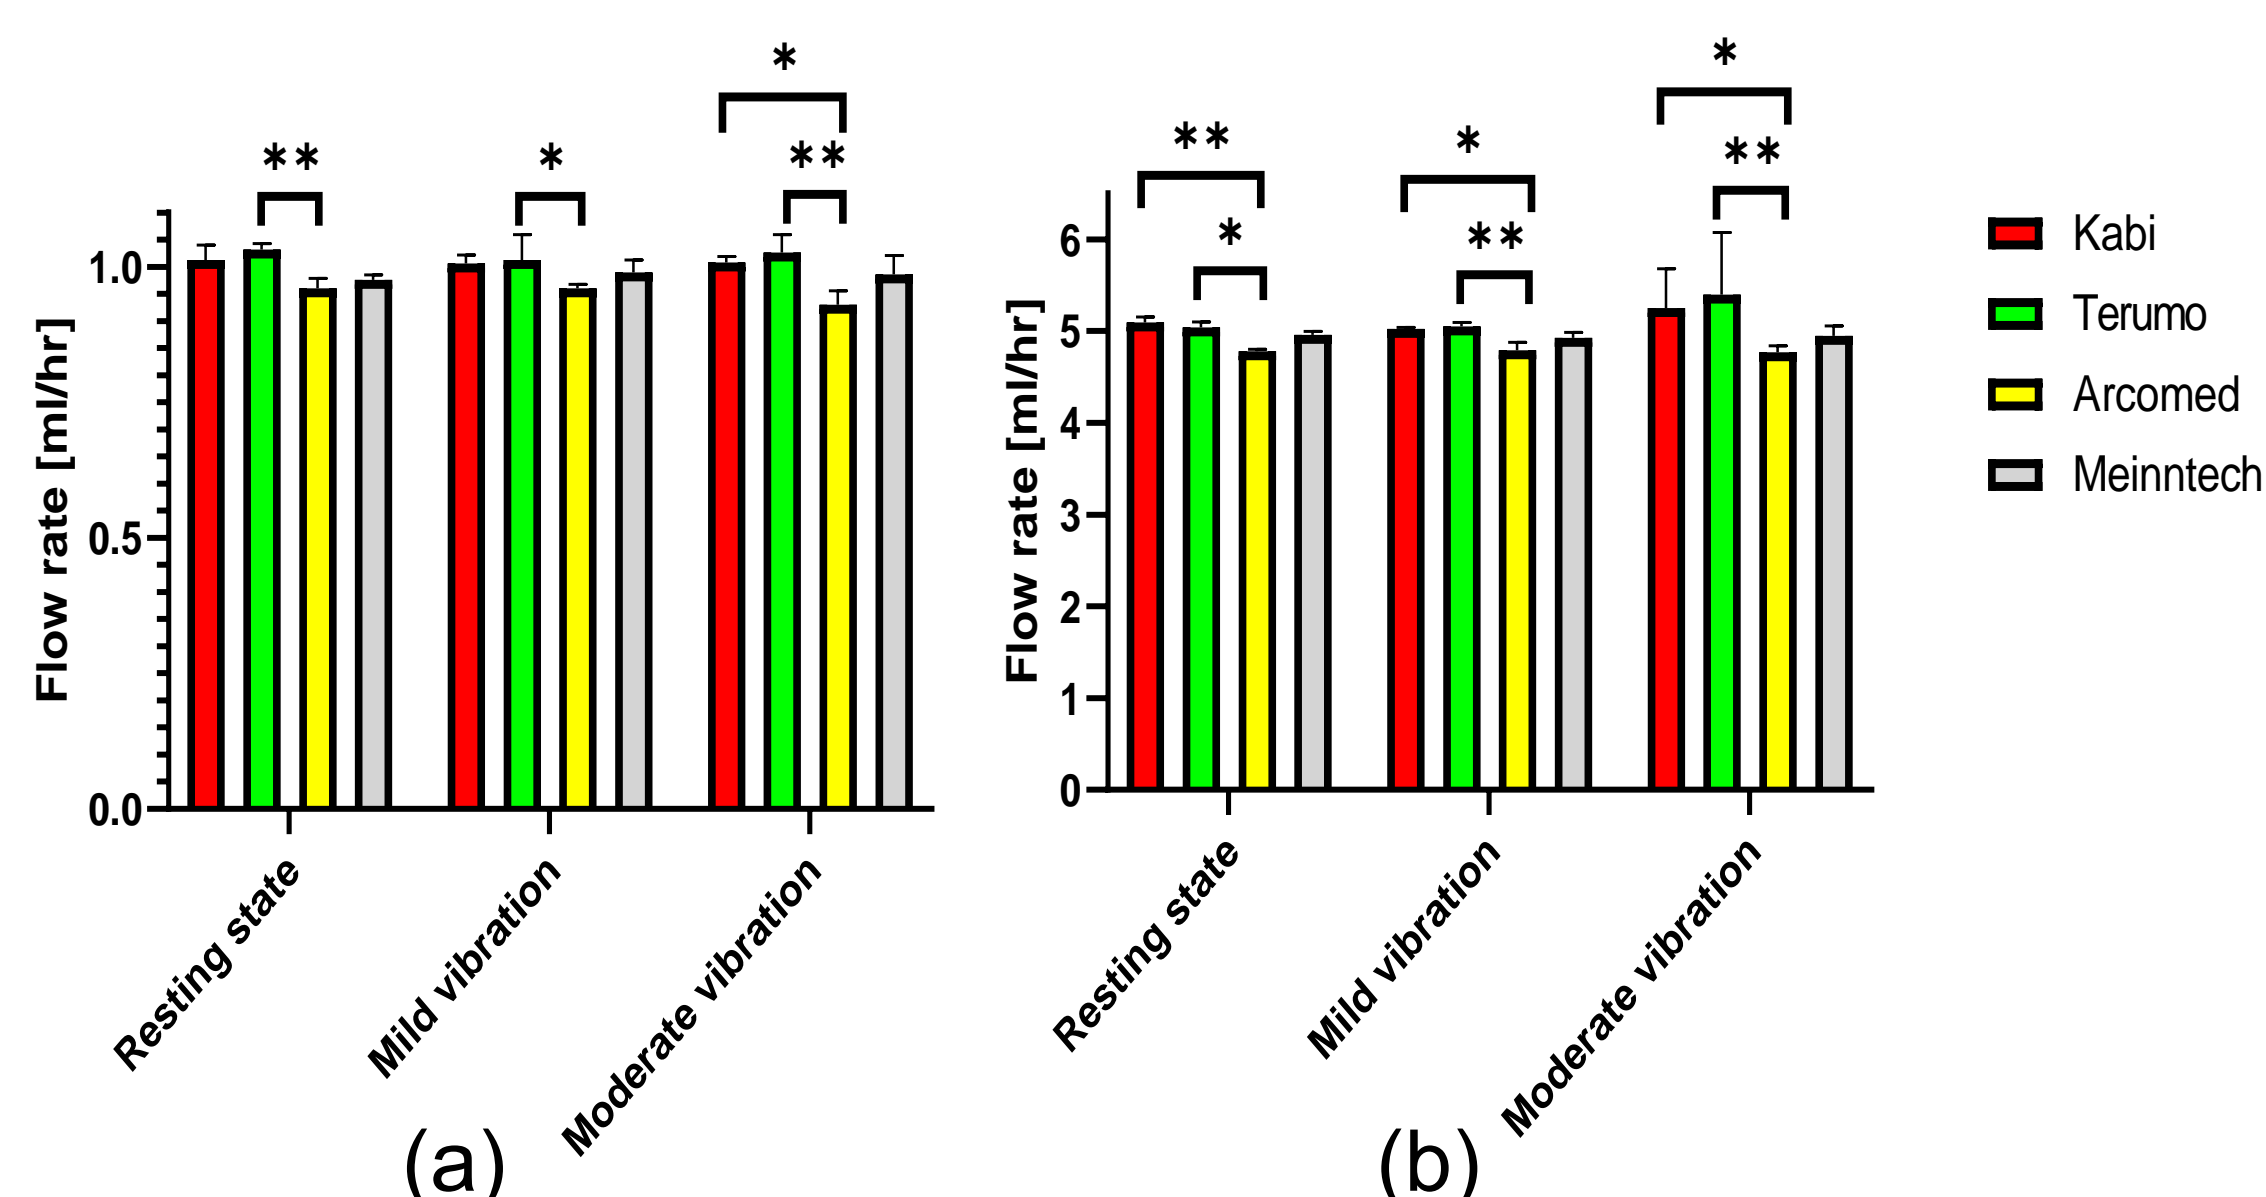 *
**
*
**
1.0
0.5
0.0
Flow rate [ml/hr]
Resting state
Mild vibration
Moderate vibration
(a)
**
*
*
**
*
**
6
5
4
3
2
1
0
Flow rate [ml/hr]
Resting state
Mild vibration
Moderate vibration
(b)
Kabi
Terumo
Arcomed
Meinntech